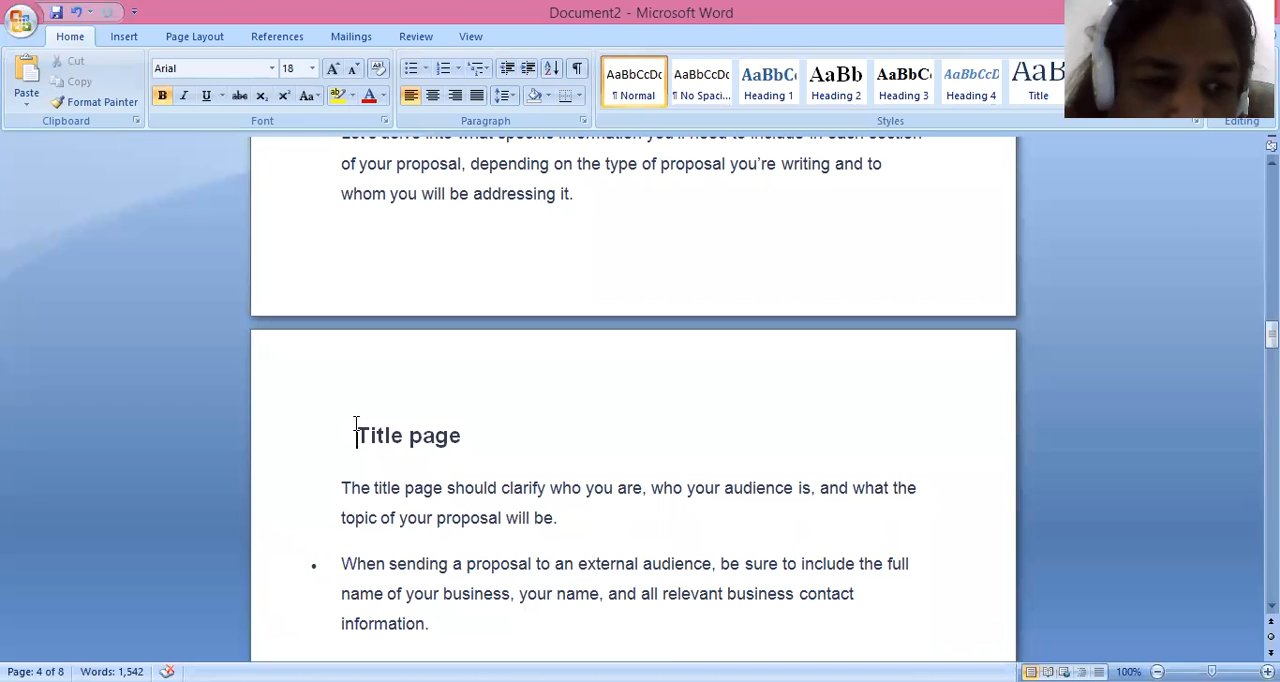 Document2 - Microsoft Word
Home Insert Page Layout References Mailings Review View
Paste
Cut
Copy
Format Painter
Clipboard
Arial 18
Font
Paragraph
AaBbCcDc AaBbCcDc AaBbC AaBb AaBbC AaBbCcD AaB
¶ Normal ¶ No Spaci... Heading 1 Heading 2 Heading 3 Heading 4 Title
Styles
Editing
of your proposal, depending on the type of proposal you’re writing and to
whom you will be addressing it.
Title page
The title page should clarify who you are, who your audience is, and what the
topic of your proposal will be.
• When sending a proposal to an external audience, be sure to include the full
name of your business, your name, and all relevant business contact
information.
Page: 4 of 8 Words: 1,542 100%